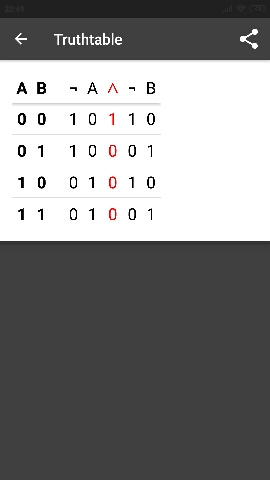 Truthtable
A B ¬ A ∧ ¬ B
0 0 1 0 1 1 0
0 1 1 0 0 0 1
1 0 0 1 0 1 0
1 1 0 1 0 0 1